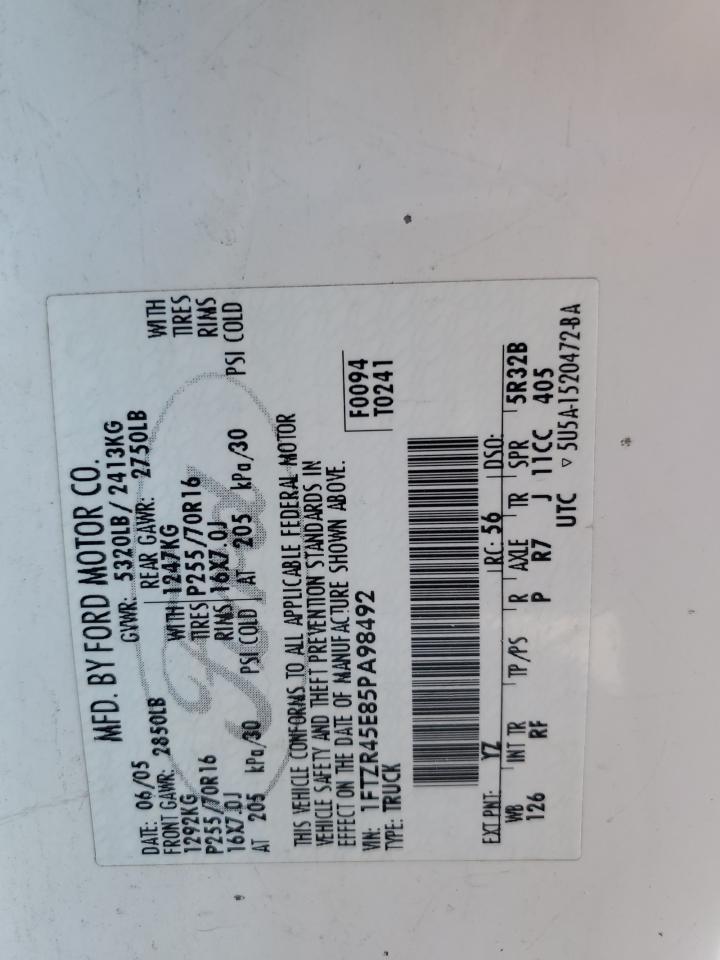 MFD. BY FORD MOTOR CO.
DATE: 06/05 GVWR: 5320LB/2413KG
FRONT GAWR: 2850LB REAR GAWR: 2750LB
1292KG WITH 1247KG WITH
P255/70R16 TIRES P255/70R16 TIRES
16X7.0J RIMS 16X7.0J RIMS
AT 205 kPa/30 PSI COLD AT 205 kPa/30 PSI COLD
Ford
THIS VEHICLE CONFORMS TO ALL APPLICABLE FEDERAL MOTOR
VEHICLE SAFETY AND THEFT PREVENTION STANDARDS IN
EFFECT ON THE DATE OF MANUFACTURE SHOWN ABOVE.
VIN: 1FTZR45E85PA98492 F0094
TYPE: TRUCK T0241
EXT PNT: YZ RC: 56 DSO:
WB INT TR TP/PS R AXLE TR SPR 5R32B
126 RF P R7 J 11CC 405
UTC ▽ 5U5A-1520472-BA